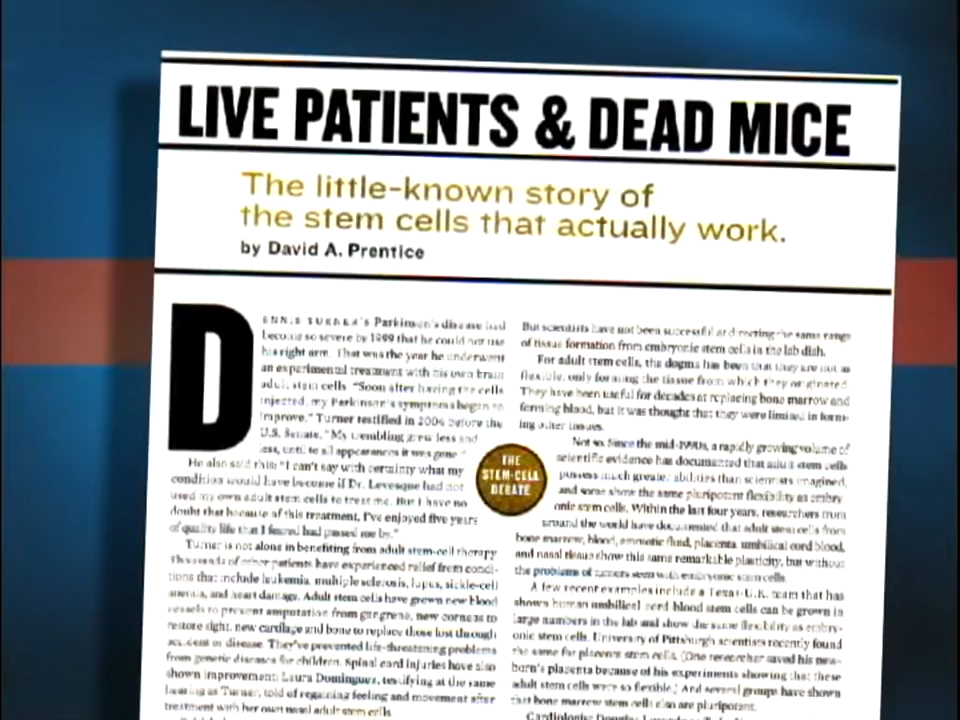 LIVE PATIENTS & DEAD MICE
The little-known story of
the stem cells that actually work.
by David A. Prentice
DENNIS TURNER'S Parkinson's disease had
become so severe by 1999 that he could not use
his right arm. That was the year he underwent
an experimental treatment with his own brain
adult stem cells. "Soon after having the cells
injected, my Parkinson's symptoms began to
improve," Turner testified in 2004 before the
U.S. Senate. "My trembling grew less and
less, until to all appearances it was gone."
He also said this: "I can't say with certainty what my
condition would have become if Dr. Levesque had not
used my own adult stem cells to treat me. But I have no
doubt that because of this treatment, I've enjoyed five years
of quality life that I feared had passed me by."
Turner is not alone in benefiting from adult stem-cell therapy.
Thousands of other patients have experienced relief from condi-
tions that include leukemia, multiple sclerosis, lupus, sickle-cell
anemia, and heart damage. Adult stem cells have grown new blood
vessels to prevent amputation from gangrene, new corneas to
restore sight, new cartilage and bone to replace those lost through
accident or disease. They've prevented life-threatening problems
from genetic diseases for children. Spinal cord injuries have also
shown improvement: Laura Dominguez, testifying at the same
hearing as Turner, told of regaining feeling and movement after
treatment with her own nasal adult stem cells
THE
STEM-CELL
DEBATE
But scientists have not been successful at directing the same range
of tissue formation from embryonic stem cells in the lab dish.
For adult stem cells, the dogma has been that they are not as
flexible, only forming the tissue from which they originated.
They have been useful for decades at replacing bone marrow and
forming blood, but it was thought that they were limited in form-
ing other tissues.
Not so. Since the mid-1990s, a rapidly growing volume of
scientific evidence has documented that adult stem cells
possess much greater abilities than scientists imagined,
and some show the same pluripotent flexibility as embry-
onic stem cells. Within the last four years, researchers from
around the world have documented that adult stem cells from
bone marrow, blood, amniotic fluid, placenta, umbilical cord blood,
and nasal tissue show this same remarkable plasticity, but without
the problems of tumors seen with embryonic stem cells.
A few recent examples include a Texas-U.K. team that has
shown human umbilical cord blood stem cells can be grown in
large numbers in the lab and show the same flexibility as embry-
onic stem cells. University of Pittsburgh scientists recently found
the same for placenta stem cells. (One researcher saved his new-
born's placenta because of his experiments showing that these
adult stem cells were so flexible.) And several groups have shown
that bone marrow stem cells also are pluripotent.
Cardiologist Douglas